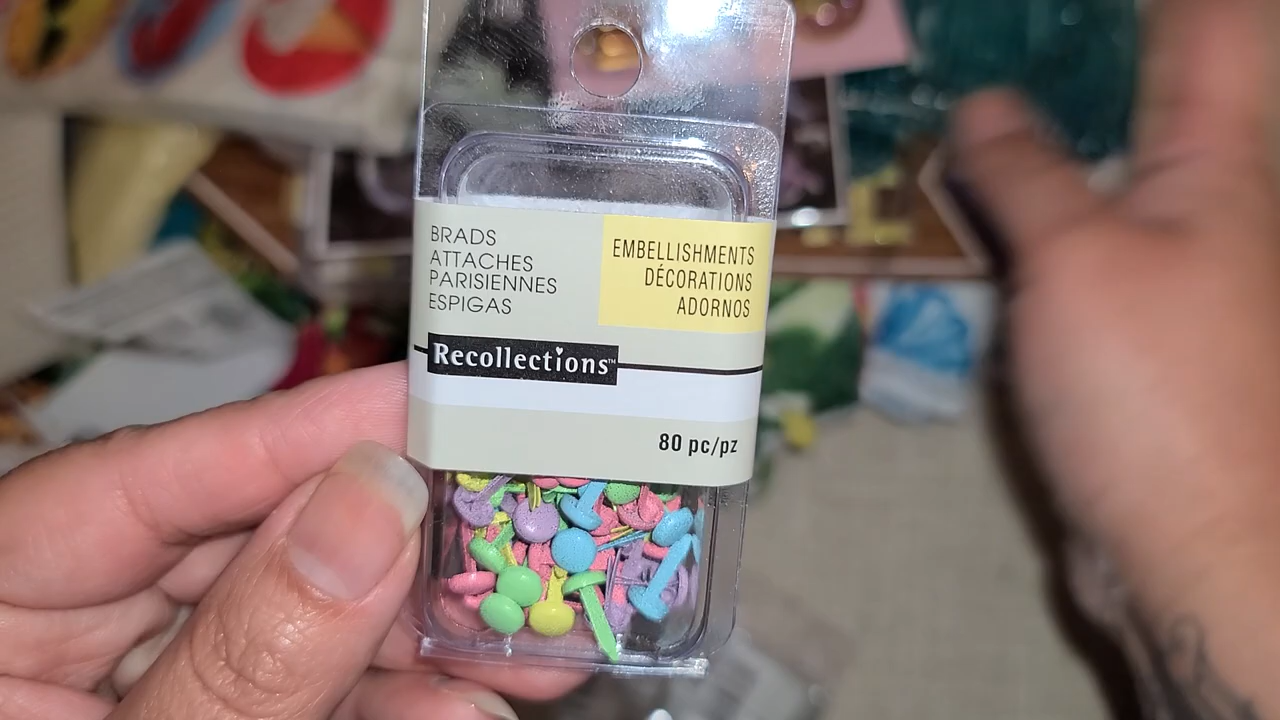 BRADS
ATTACHES
PARISIENNES
ESPIGAS
EMBELLISHMENTS
DÉCORATIONS
ADORNOS
Recollections™
80 pc/pz